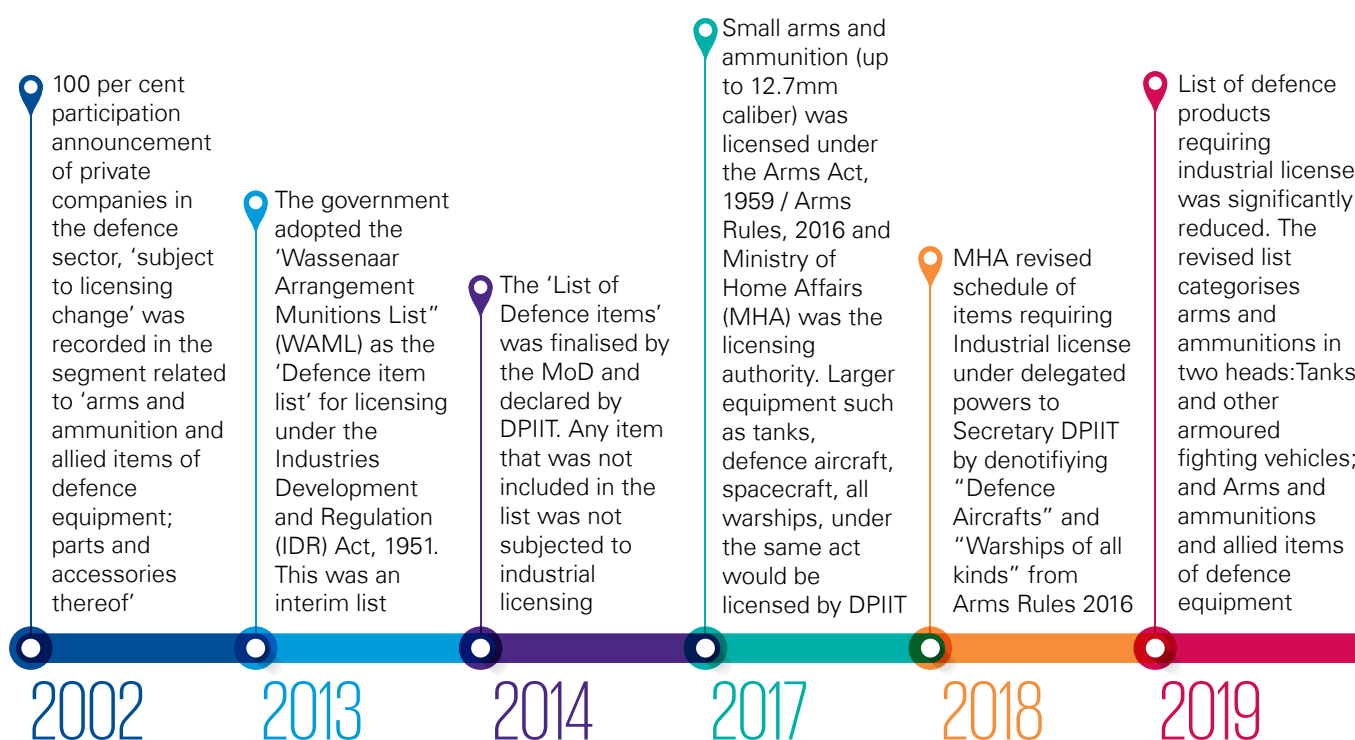 100 per cent
participation
announcement
of private
companies in
the defence
sector, ‘subject
to licensing
change’ was
recorded in the
segment related
to ‘arms and
ammunition and
allied items of
defence
equipment;
parts and
accessories
thereof’
2002
The government
adopted the
‘Wassenaar
Arrangement
Munitions List”
(WAML) as the
‘Defence item
list’ for licensing
under the
Industries
Development
and Regulation
(IDR) Act, 1951.
This was an
interim list
2013
The ‘List of
Defence items’
was finalised by
the MoD and
declared by
DPIIT. Any item
that was not
included in the
list was not
subjected to
industrial
licensing
2014
Small arms and
ammunition (up
to 12.7mm
caliber) was
licensed under
the Arms Act,
1959 / Arms
Rules, 2016 and
Ministry of
Home Affairs
(MHA) was the
licensing
authority. Larger
equipment such
as tanks,
defence aircraft,
spacecraft, all
warships, under
the same act
would be
licensed by DPIIT
2017
MHA revised
schedule of
items requiring
Industrial license
under delegated
powers to
Secretary DPIIT
by denotifiying
“Defence
Aircrafts” and
“Warships of all
kinds” from
Arms Rules 2016
2018
List of defence
products
requiring
industrial license
was significantly
reduced. The
revised list
categorises
arms and
ammunitions in
two heads:Tanks
and other
armoured
fighting vehicles;
and Arms and
ammunitions
and allied items
of defence
equipment
2019